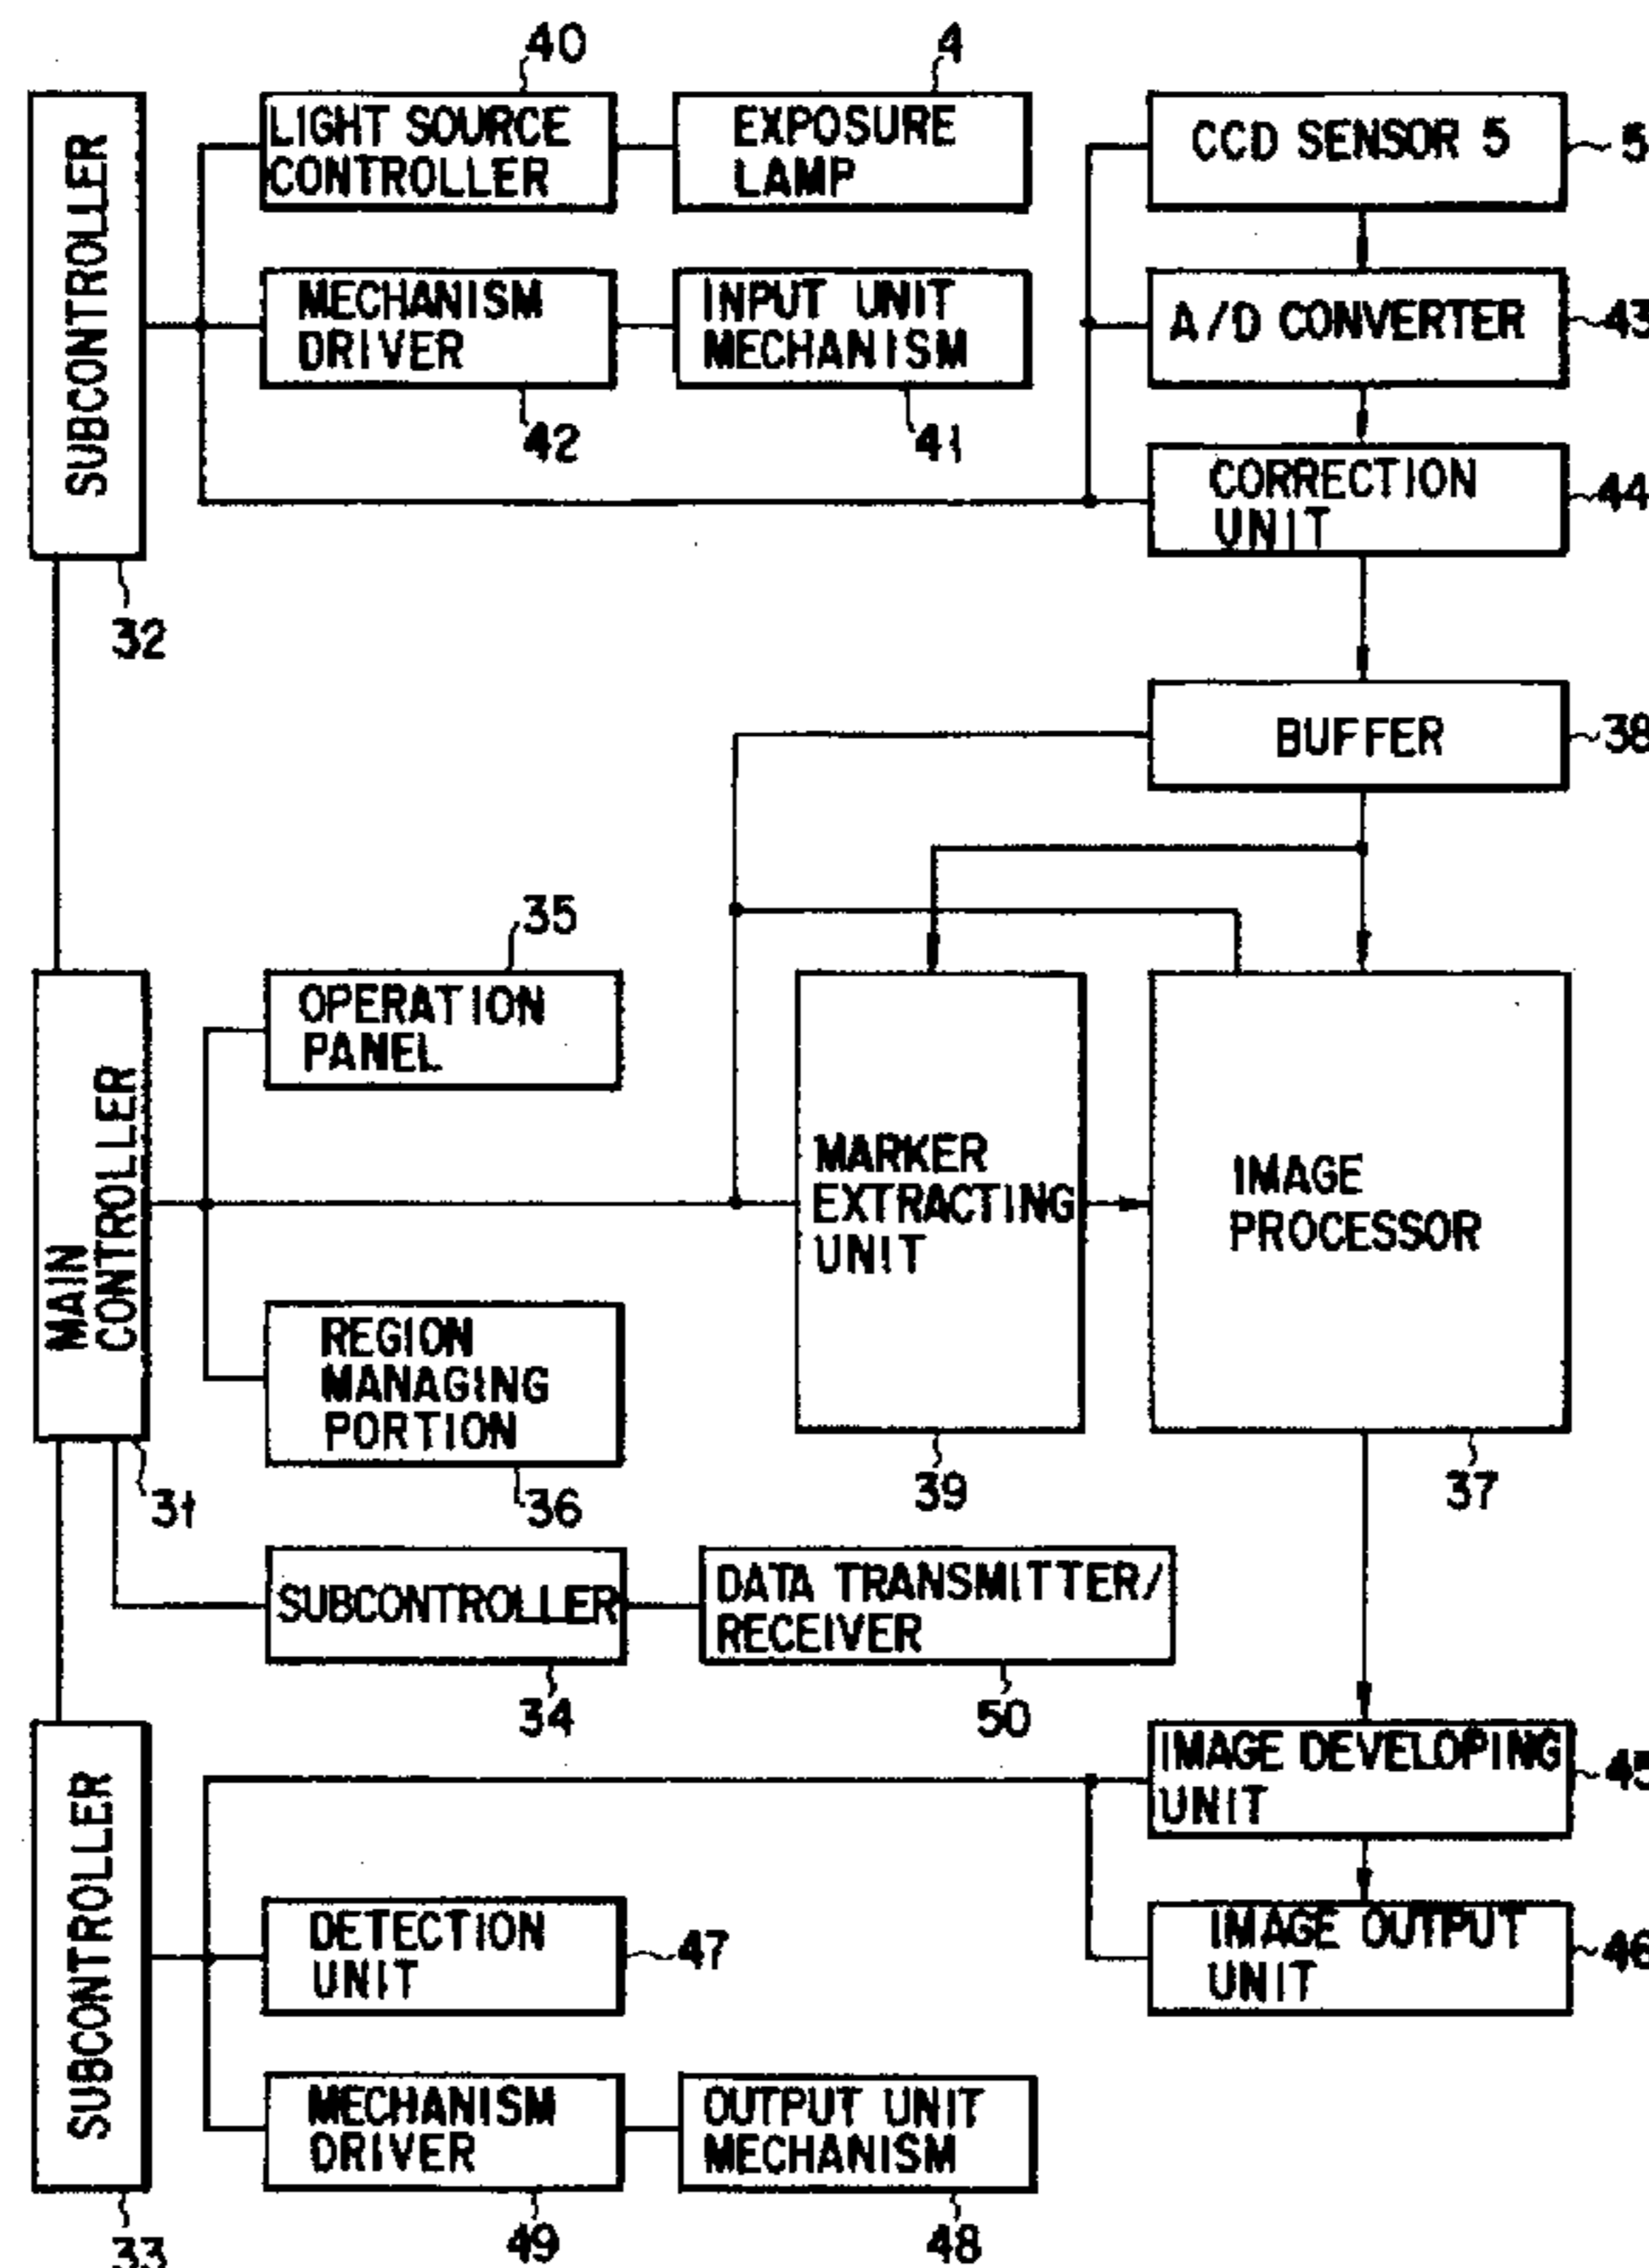 40
4
LIGHT SOURCE
CONTROLLER
EXPOSURE
LAMP
CCD SENSOR 5
5
SUBCONTROLLER
MECHANISM
DRIVER
INPUT UNIT
MECHANISM
A/D CONVERTER
43
42
41
CORRECTION
UNIT
44
32
BUFFER
38
35
OPERATION
PANEL
MAIN
CONTROLLER
MARKER
EXTRACTING
UNIT
IMAGE
PROCESSOR
REGION
MANAGING
PORTION
31
36
39
37
SUBCONTROLLER
DATA TRANSMITTER/
RECEIVER
34
50
IMAGE DEVELOPING
UNIT
45
SUBCONTROLLER
DETECTION
UNIT
47
IMAGE OUTPUT
UNIT
46
MECHANISM
DRIVER
OUTPUT UNIT
MECHANISM
33
49
48